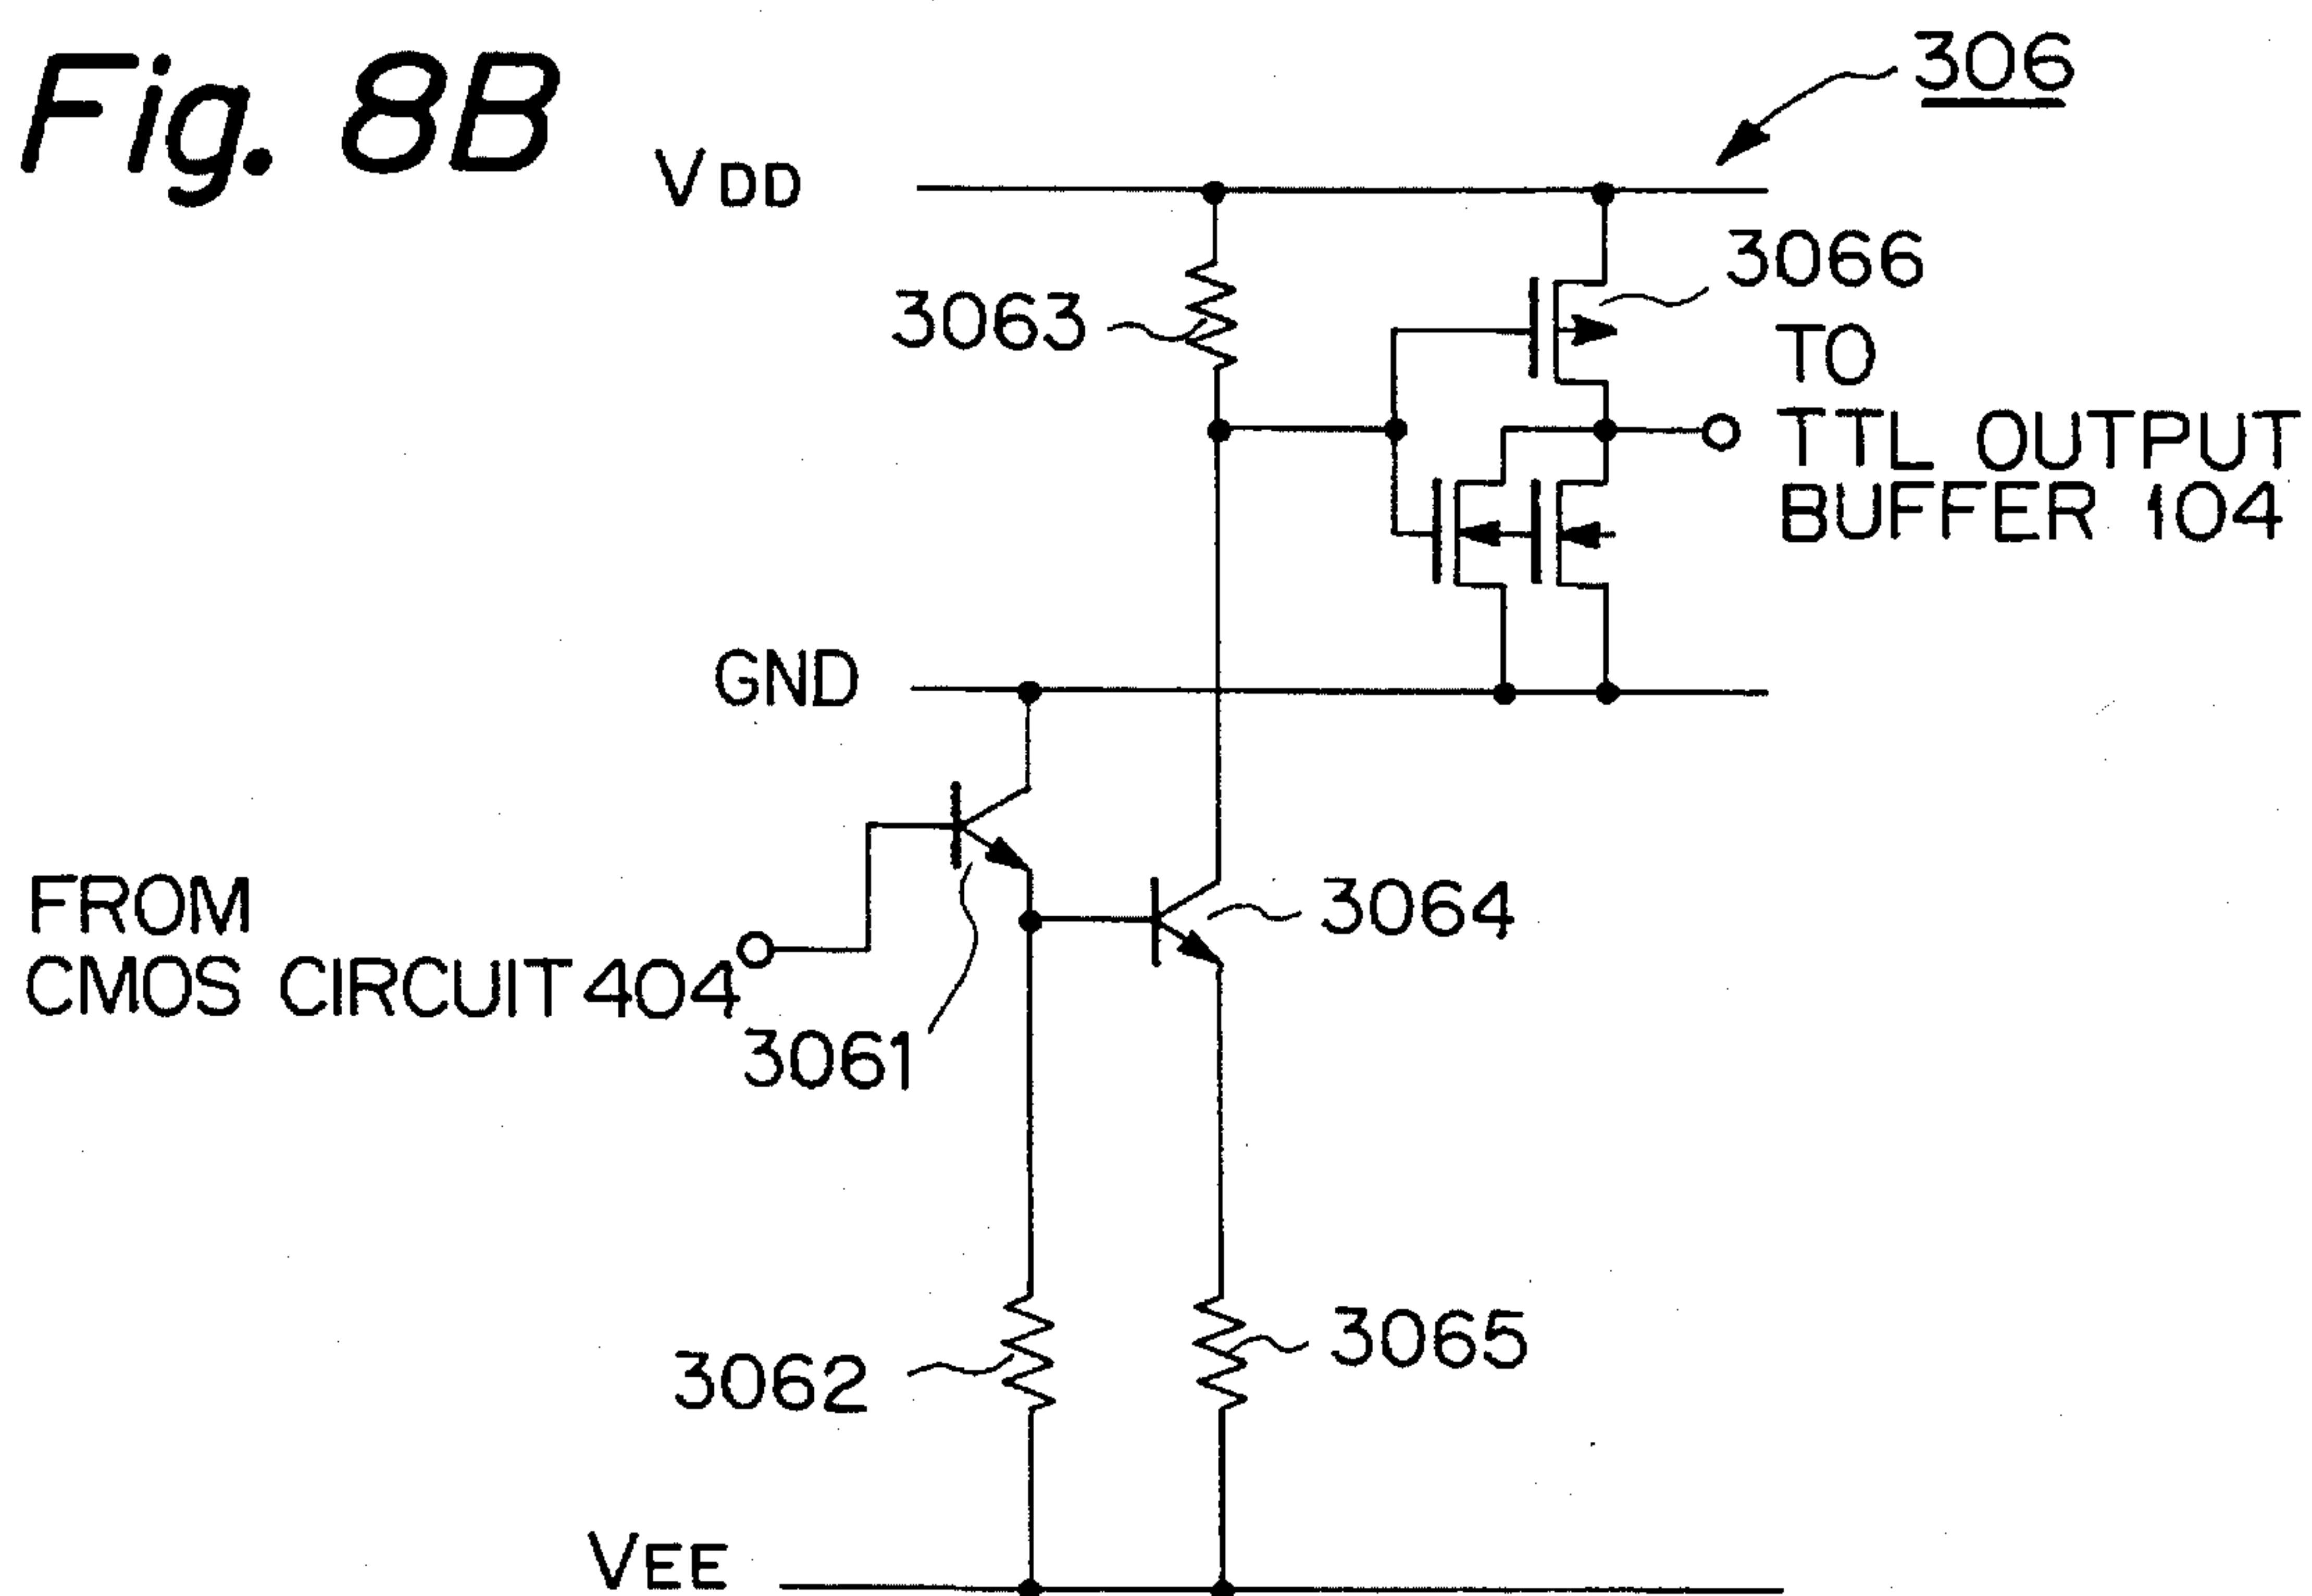 Fig. 8B
306
VDD
3066
3063
TO
TTL OUTPUT
BUFFER 104
GND
FROM
CMOS CIRCUIT 404
3064
3061
3062
3065
VEE